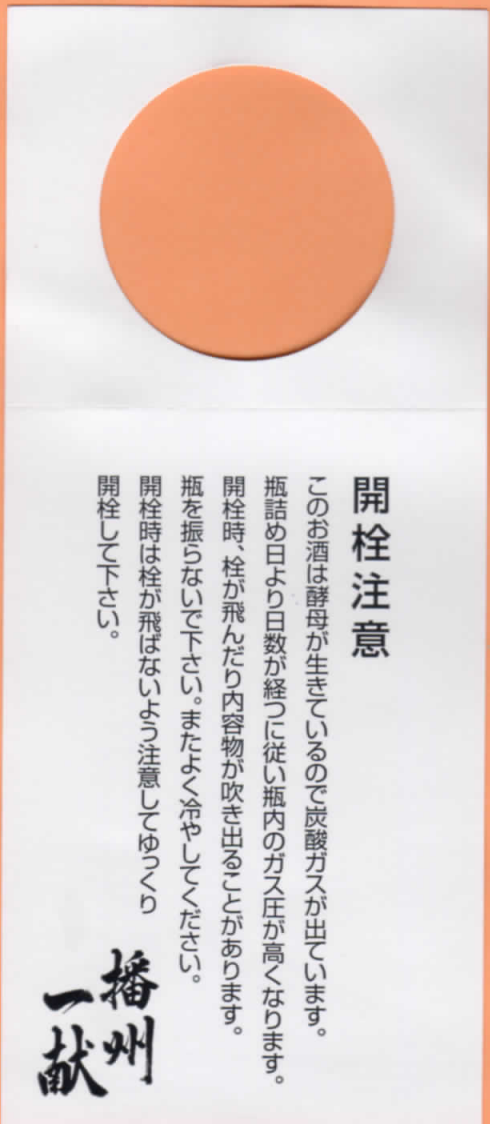 開栓注意
このお酒は酵母が生きているので炭酸ガスが出ています。
瓶詰め日より日数が経つに従い瓶内のガス圧が高くなります。
開栓時、栓が飛んだり内容物が吹き出ることがあります。
瓶を振らないで下さい。またよく冷やしてください。
開栓時は栓が飛ばないよう注意してゆっくり
開栓して下さい。
播州
一献